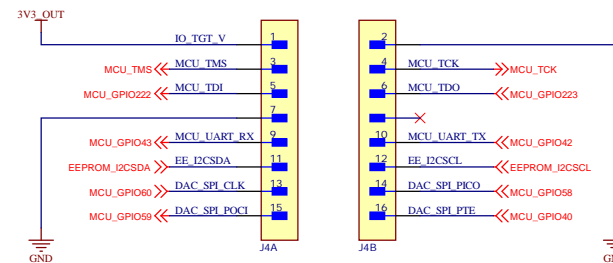 3V3_OUT
IO_TGT_V 1 2
MCU_TMS MCU_TMS 3 4 MCU_TCK MCU_TCK
MCU_GPIO222 MCU_TDI 5 6 MCU_TDO MCU_GPIO223
7
MCU_GPIO43 MCU_UART_RX 9 10 MCU_UART_TX MCU_GPIO42
EEPROM_I2CSDA EE_I2CSDA 11 12 EE_I2CSCL EEPROM_I2CSCL
MCU_GPIO60 DAC_SPI_CLK 13 14 DAC_SPI_PICO MCU_GPIO58
MCU_GPIO59 DAC_SPI_POCI 15 16 DAC_SPI_PTE MCU_GPIO40
J4A J4B
GND